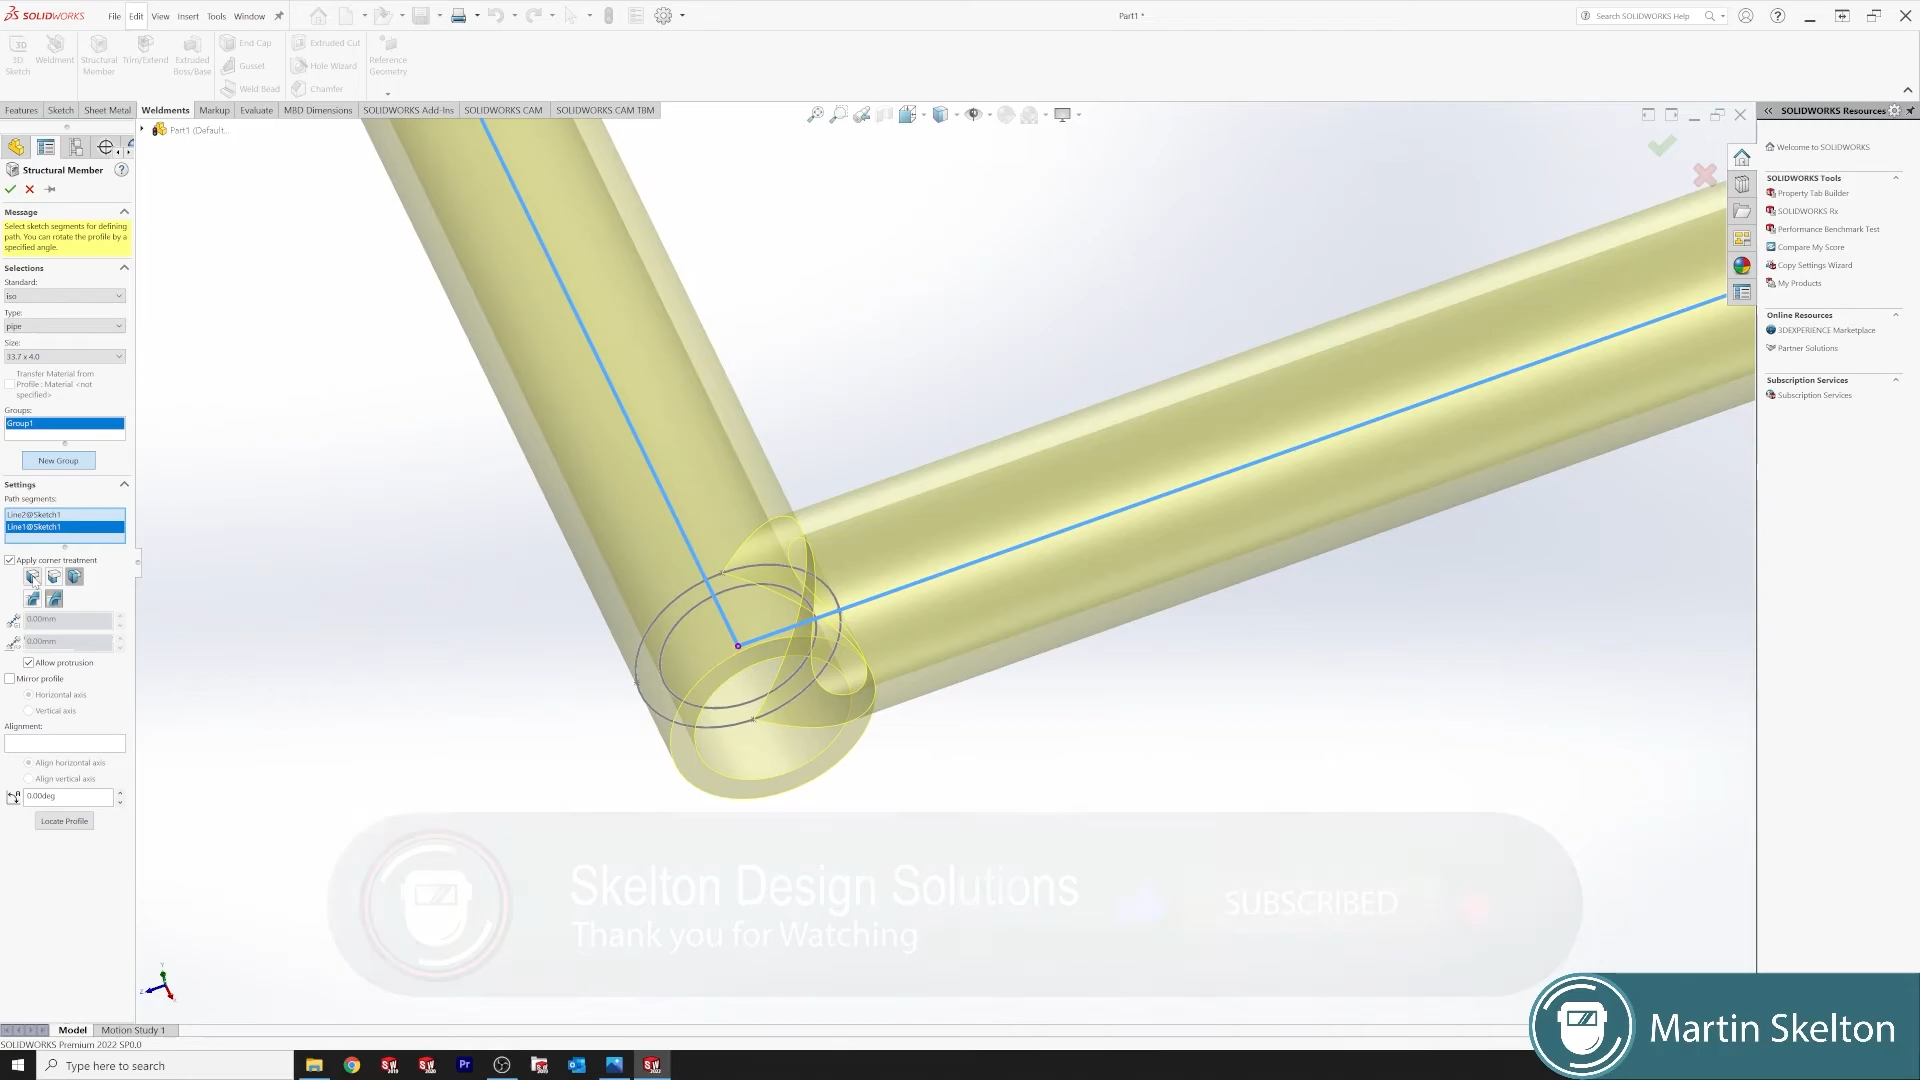 SOLIDWORKS File Edit View Insert Tools Window
Part1 *
Search SOLIDWORKS Help
3D Sketch
Weldment
Structural Member
Trim/Extend
Extruded Boss/Base
End Cap
Gusset
Weld Bead
Extruded Cut
Hole Wizard
Chamfer
Reference Geometry
Features Sketch Sheet Metal Weldments Markup Evaluate MBD Dimensions SOLIDWORKS Add-Ins SOLIDWORKS CAM SOLIDWORKS CAM TBM
Part1 (Default...
Structural Member
Message
Select sketch segments for defining
path. You can rotate the profile by a
specified angle.
Selections
Standard:
iso
Type:
pipe
Size:
33.7 x 4.0
Transfer Material from
Profile : Material <not
specified>
Groups:
Group1
New Group
Settings
Path segments:
Line2@Sketch1
Line1@Sketch1
Apply corner treatment
0.00mm
0.00mm
Allow protrusion
Mirror profile
Horizontal axis
Vertical axis
Alignment:
Align horizontal axis
Align vertical axis
0.00deg
Locate Profile
SOLIDWORKS Resources
Welcome to SOLIDWORKS
SOLIDWORKS Tools
Property Tab Builder
SOLIDWORKS Rx
Performance Benchmark Test
Compare My Score
Copy Settings Wizard
My Products
Online Resources
3DEXPERIENCE Marketplace
Partner Solutions
Subscription Services
Subscription Services
Skelton Design Solutions
Thank you for Watching
SUBSCRIBED
Martin Skelton
Model Motion Study 1
SOLIDWORKS Premium 2022 SP0.0
Type here to search